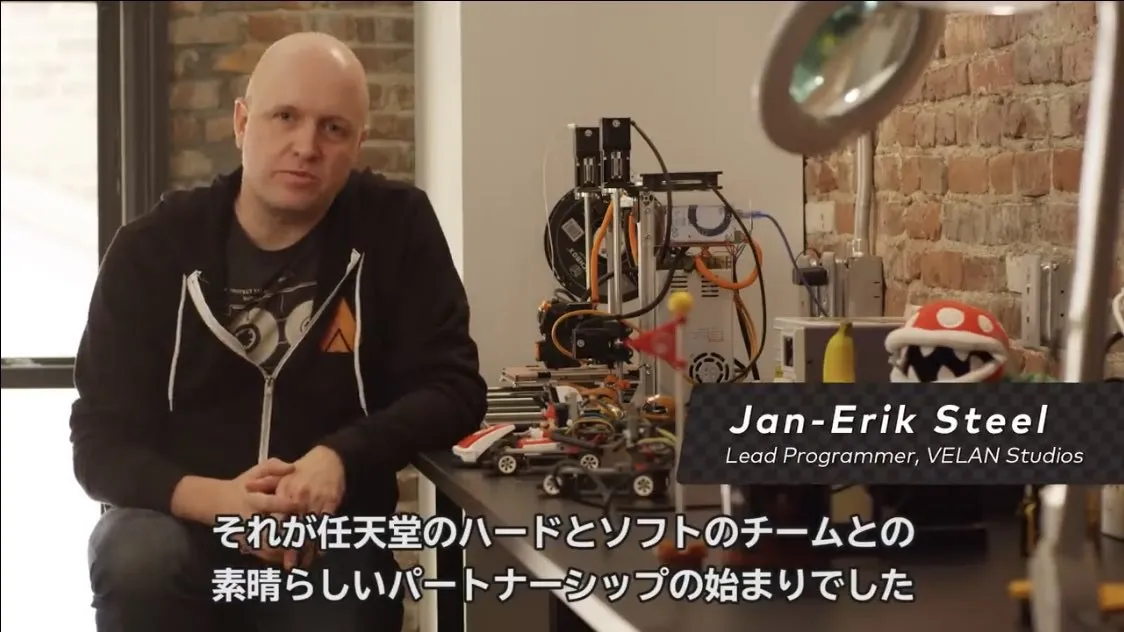 Jan-Erik Steel
Lead Programmer, VELAN Studios
それが任天堂のハードとソフトのチームとの
素晴らしいパートナーシップの始まりでした